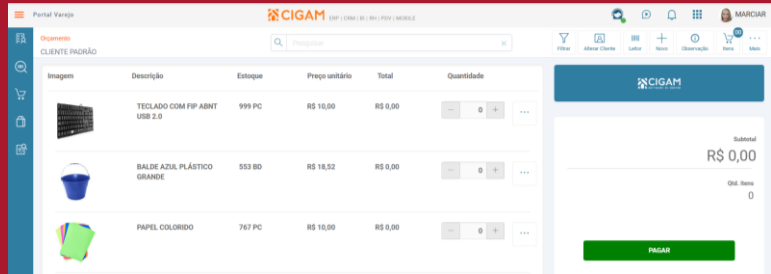 Portal Varejo
CIGAM ERP | CRM | BI | RH | PDV | MOBILE
MARCIAR
Orçamento
CLIENTE PADRÃO
Pesquisar
Filtrar
Alterar Cliente
Leitor
Novo
Observação
00
Itens
Mais
Imagem Descrição Estoque Preço unitário Total Quantidade
TECLADO COM FIP ABNT
USB 2.0
999 PC R$ 10,00 R$ 0,00 0
BALDE AZUL PLÁSTICO
GRANDE
553 BD R$ 18,52 R$ 0,00 0
PAPEL COLORIDO 767 PC R$ 10,00 R$ 0,00 0
CIGAM
Subtotal
R$ 0,00
Qtd. itens
0
PAGAR